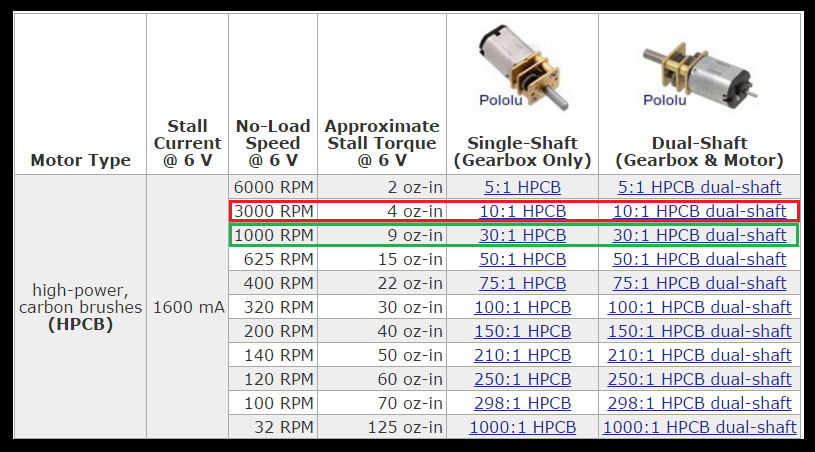 Motor Type
Stall
Current
@ 6 V
No-Load
Speed
@ 6 V
Approximate
Stall Torque
@ 6 V
Pololu
Single-Shaft
(Gearbox Only)
Pololu
Dual-Shaft
(Gearbox & Motor)
high-power,
carbon brushes
(HPCB)
1600 mA
6000 RPM 2 oz-in 5:1 HPCB 5:1 HPCB dual-shaft
3000 RPM 4 oz-in 10:1 HPCB 10:1 HPCB dual-shaft
1000 RPM 9 oz-in 30:1 HPCB 30:1 HPCB dual-shaft
625 RPM 15 oz-in 50:1 HPCB 50:1 HPCB dual-shaft
400 RPM 22 oz-in 75:1 HPCB 75:1 HPCB dual-shaft
320 RPM 30 oz-in 100:1 HPCB 100:1 HPCB dual-shaft
200 RPM 40 oz-in 150:1 HPCB 150:1 HPCB dual-shaft
140 RPM 50 oz-in 210:1 HPCB 210:1 HPCB dual-shaft
120 RPM 60 oz-in 250:1 HPCB 250:1 HPCB dual-shaft
100 RPM 70 oz-in 298:1 HPCB 298:1 HPCB dual-shaft
32 RPM 125 oz-in 1000:1 HPCB 1000:1 HPCB dual-shaft